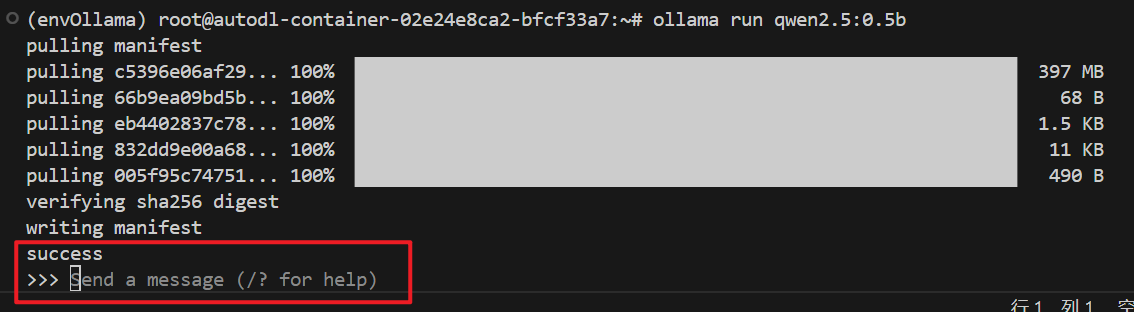 (envOllama) root@autodl-container-02e24e8ca2-bfcf33a7:~# ollama run qwen2.5:0.5b
pulling manifest
pulling c5396e06af29... 100% 397 MB
pulling 66b9ea09bd5b... 100% 68 B
pulling eb4402837c78... 100% 1.5 KB
pulling 832dd9e00a68... 100% 11 KB
pulling 005f95c74751... 100% 490 B
verifying sha256 digest
writing manifest
success
>>> Send a message (/? for help)
行 1, 列 1 空